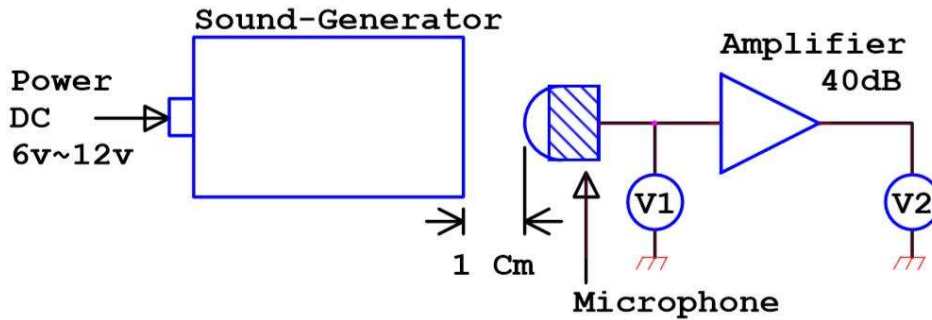 Sound-Generator
Power
DC
6v~12v
Amplifier
40dB
V1
V2
1 Cm
Microphone